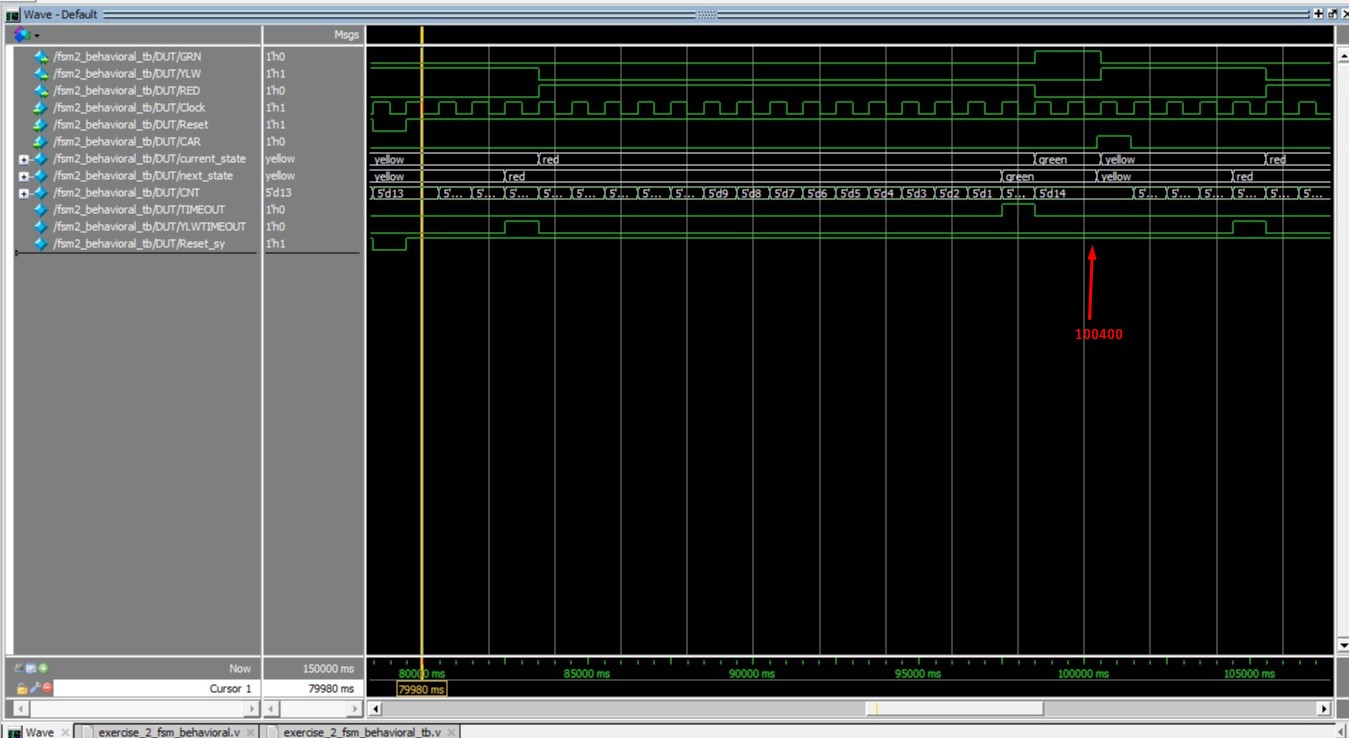 Wave - Default
Msgs
/fsm2_behavioral_tb/DUT/GRN 1'h0
/fsm2_behavioral_tb/DUT/YLW 1'h1
/fsm2_behavioral_tb/DUT/RED 1'h0
/fsm2_behavioral_tb/DUT/Clock 1'h1
/fsm2_behavioral_tb/DUT/Reset 1'h1
/fsm2_behavioral_tb/DUT/CAR 1'h0
/fsm2_behavioral_tb/DUT/current_state yellow yellow red green yellow red
/fsm2_behavioral_tb/DUT/next_state yellow yellow red green yellow red
/fsm2_behavioral_tb/DUT/CNT 5'd13 5'd13 5'... 5'... 5'... 5'... 5'... 5'... 5'... 5'... 5'd9 5'd8 5'd7 5'd6 5'd5 5'd4 5'd3 5'd2 5'd1 5'... 5'd14 5'... 5'... 5'... 5'... 5'... 5'...
/fsm2_behavioral_tb/DUT/TIMEOUT 1'h0
/fsm2_behavioral_tb/DUT/YLWTIMEOUT 1'h0
/fsm2_behavioral_tb/DUT/Reset_sy 1'h1
100400
Now 150000 ms 80000 ms 85000 ms 90000 ms 95000 ms 100000 ms 105000 ms
Cursor 1 79980 ms 79980 ms
Wave exercise_2_fsm_behavioral.v exercise_2_fsm_behavioral_tb.v